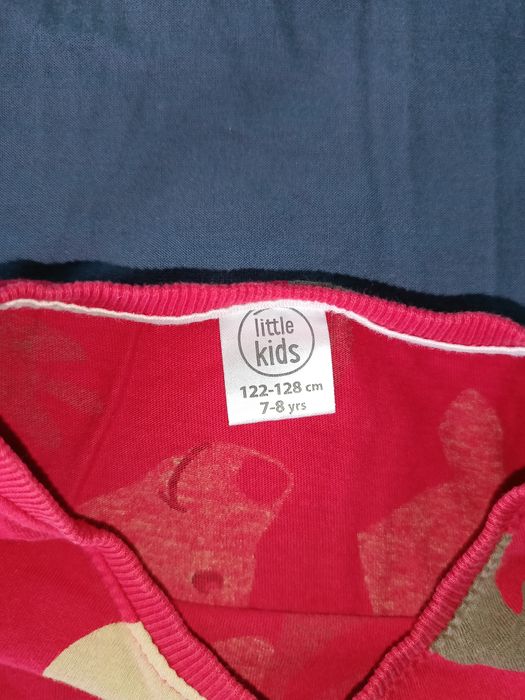 little
kids
122-128 cm
7-8 yrs